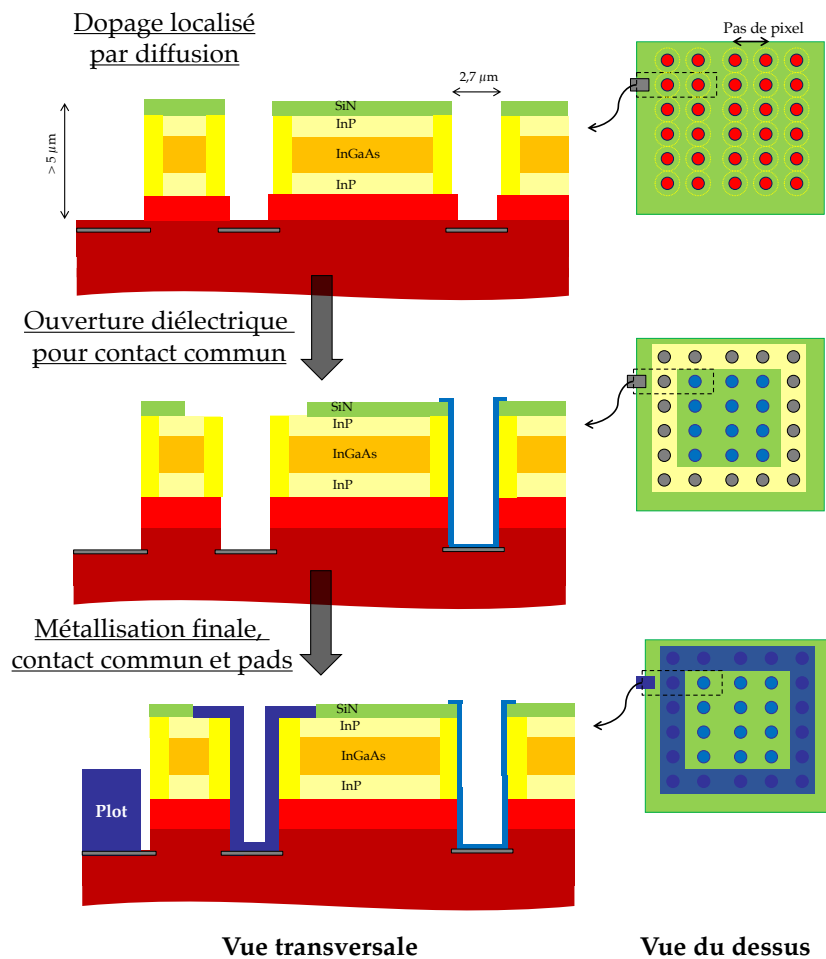 Dopage localisé
par diffusion
Pas de pixel
2,7 µm
SiN
InP
InGaAs
InP
> 5 µm
Ouverture diélectrique
pour contact commun
SiN
InP
InGaAs
InP
Métallisation finale,
contact commun et pads
SiN
InP
InGaAs
InP
Plot
Vue transversale
Vue du dessus